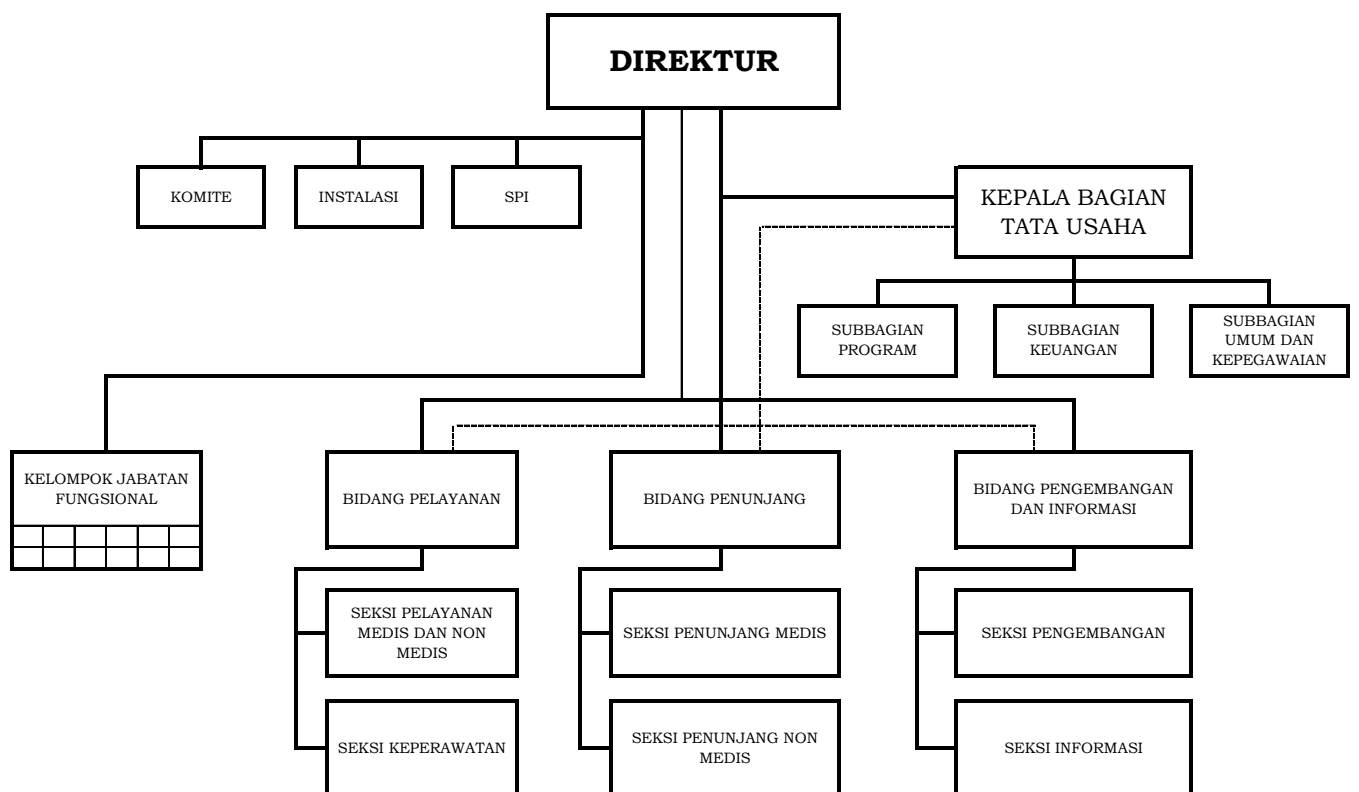 DIREKTUR
KOMITE
INSTALASI
SPI
KEPALA BAGIAN
TATA USAHA
SUBBAGIAN
PROGRAM
SUBBAGIAN
KEUANGAN
SUBBAGIAN
UMUM DAN
KEPEGAWAIAN
KELOMPOK JABATAN
FUNGSIONAL
BIDANG PELAYANAN
BIDANG PENUNJANG
BIDANG PENGEMBANGAN
DAN INFORMASI
SEKSI PELAYANAN
MEDIS DAN NON
MEDIS
SEKSI PENUNJANG MEDIS
SEKSI PENGEMBANGAN
SEKSI KEPERAWATAN
SEKSI PENUNJANG NON
MEDIS
SEKSI INFORMASI